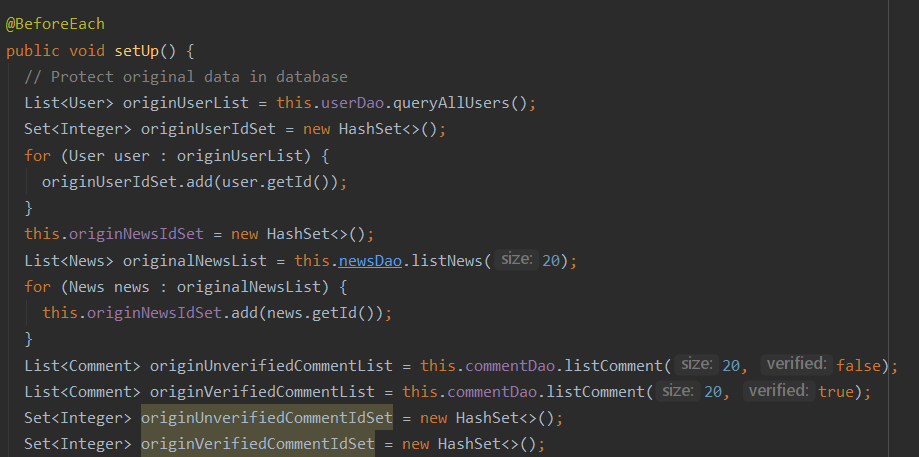 @BeforeEach
public void setUp() {
// Protect original data in database
List<User> originUserList = this.userDao.queryAllUsers();
Set<Integer> originUserIdSet = new HashSet<>();
for (User user : originUserList) {
originUserIdSet.add(user.getId());
}
this.originNewsIdSet = new HashSet<>();
List<News> originalNewsList = this.newsDao.listNews( size: 20);
for (News news : originalNewsList) {
this.originNewsIdSet.add(news.getId());
}
List<Comment> originUnverifiedCommentList = this.commentDao.listComment( size: 20, verified: false);
List<Comment> originVerifiedCommentList = this.commentDao.listComment( size: 20, verified: true);
Set<Integer> originUnverifiedCommentIdSet = new HashSet<>();
Set<Integer> originVerifiedCommentIdSet = new HashSet<>();